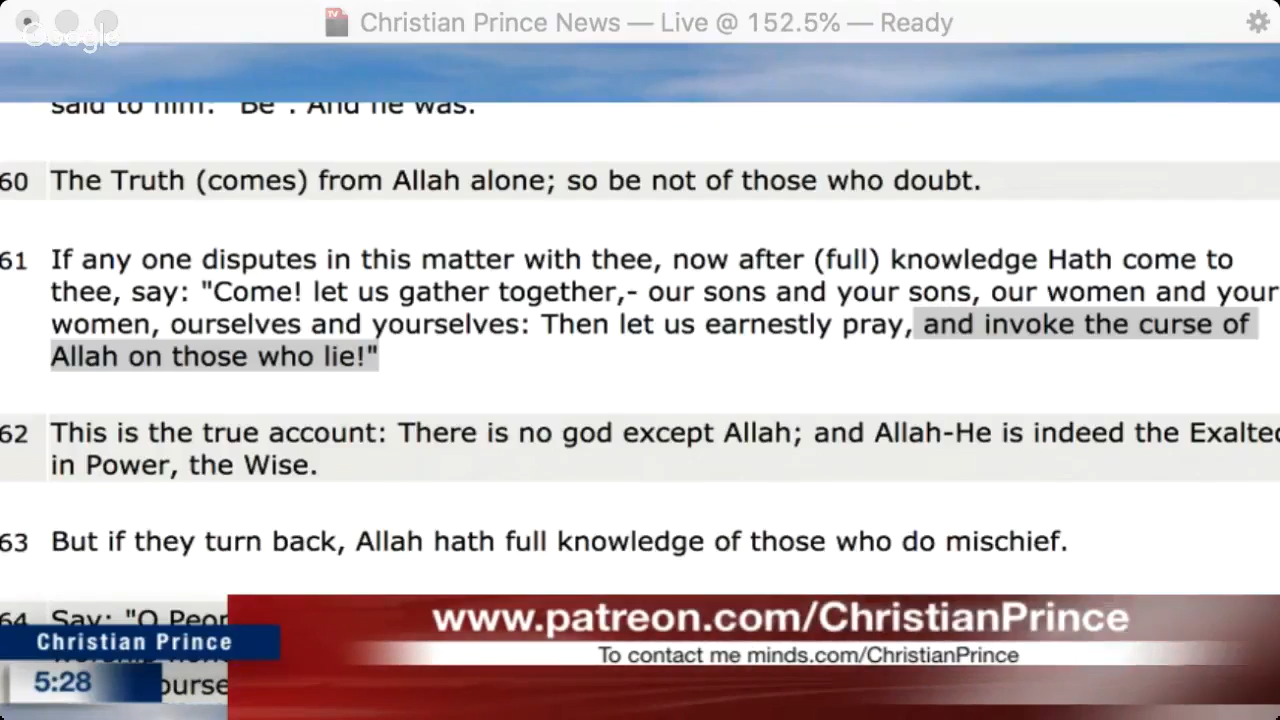 Christian Prince News — Live @ 152.5% — Ready
Google
said to him: "Be". And he was.
60 The Truth (comes) from Allah alone; so be not of those who doubt.
61 If any one disputes in this matter with thee, now after (full) knowledge Hath come to
thee, say: "Come! let us gather together,- our sons and your sons, our women and your
women, ourselves and yourselves: Then let us earnestly pray, and invoke the curse of
Allah on those who lie!"
62 This is the true account: There is no god except Allah; and Allah-He is indeed the Exalted
in Power, the Wise.
63 But if they turn back, Allah hath full knowledge of those who do mischief.
64 Say: "O
www.patreon.com/ChristianPrince
Christian Prince
To contact me minds.com/ChristianPrince
5:28